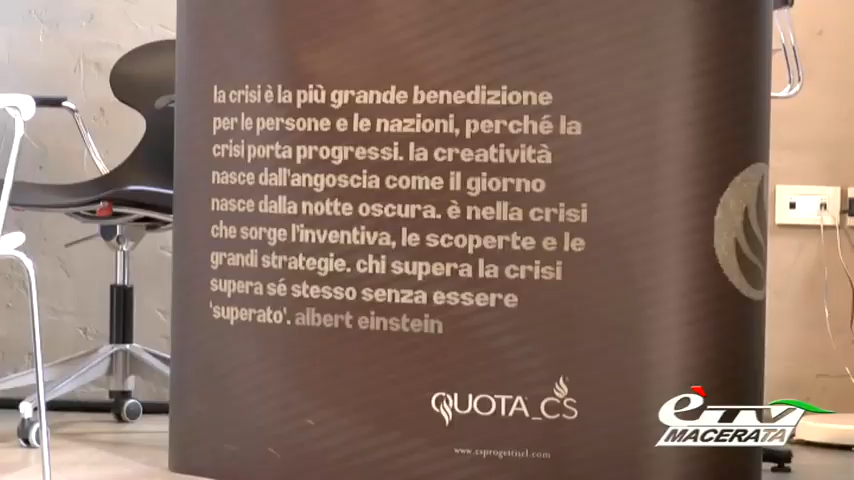 la crisi è la più grande benedizione
per le persone e le nazioni, perché la
crisi porta progressi. la creatività
nasce dall'angoscia come il giorno
nasce dalla notte oscura. è nella crisi
che sorge l'inventiva, le scoperte e le
grandi strategie. chi supera la crisi
supera sé stesso senza essere
'superato'. albert einstein
QUOTA_CS
www.csprogettisrl.com
èTV
MACERATA